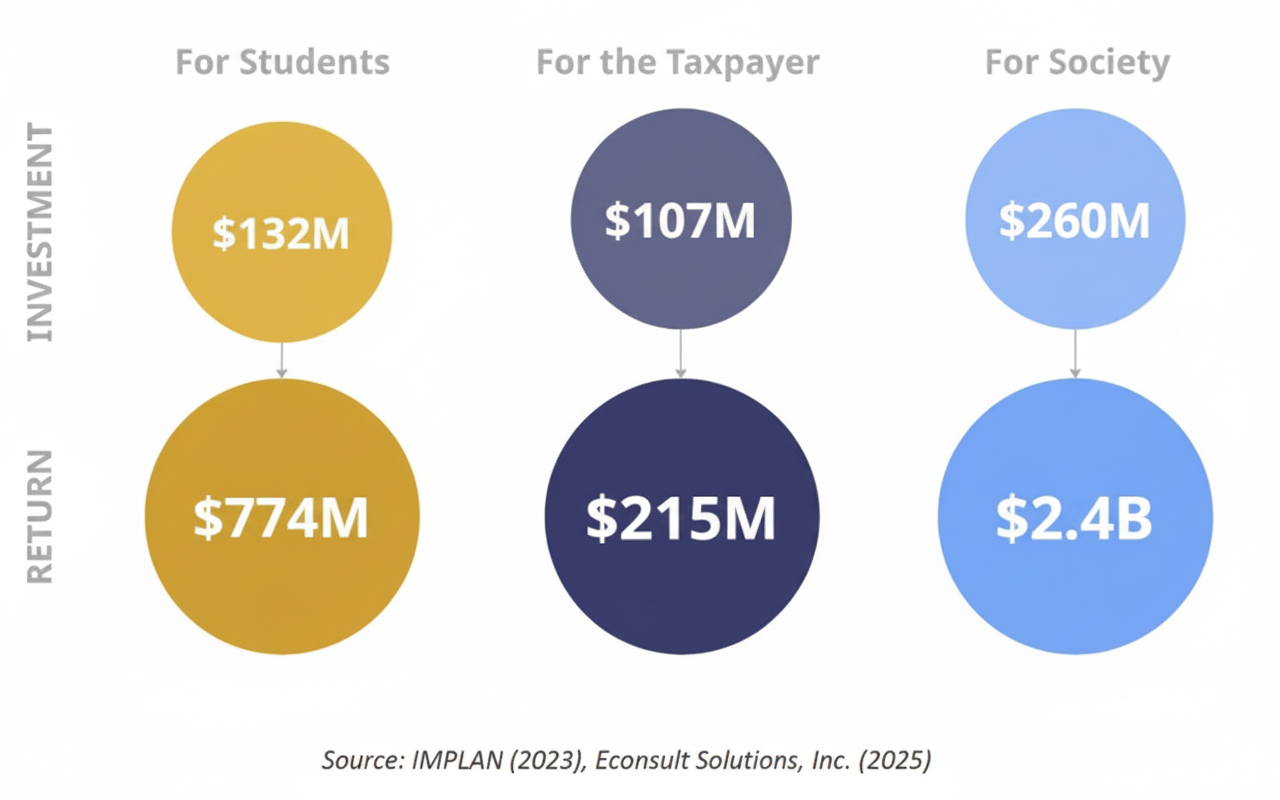 For Students
For the Taxpayer
For Society
INVESTMENT
$132M
$107M
$260M
RETURN
$774M
$215M
$2.4B
Source: IMPLAN (2023), Econsult Solutions, Inc. (2025)